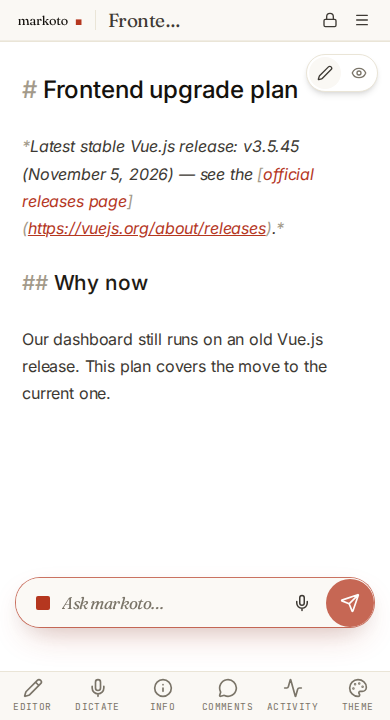 markoto
Fronte...
# Frontend upgrade plan
*Latest stable Vue.js release: v3.5.45
(November 5, 2026) — see the [official
releases page]
(https://vuejs.org/about/releases).*
## Why now
Our dashboard still runs on an old Vue.js
release. This plan covers the move to the
current one.
Ask markoto...
EDITOR DICTATE INFO COMMENTS ACTIVITY THEME